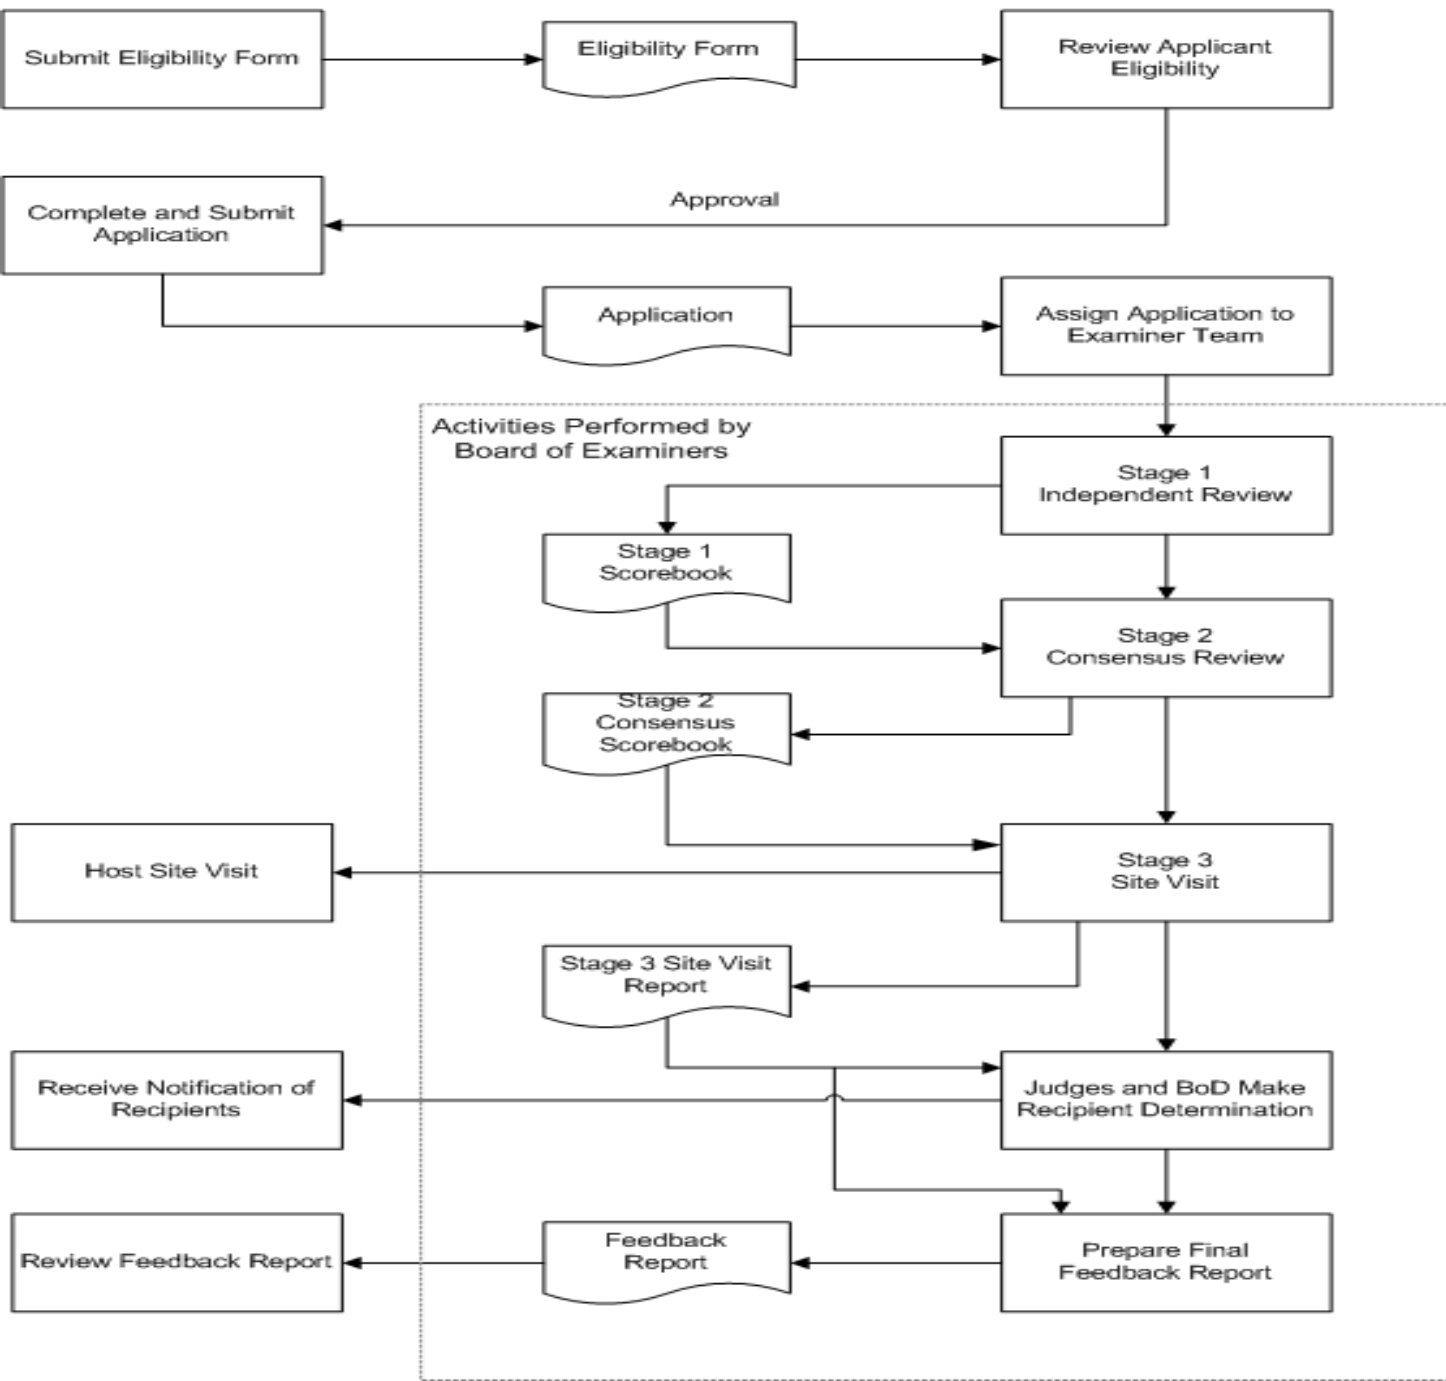 Submit Eligibility Form
Eligibility Form
Review Applicant
Eligibility
Approval
Complete and Submit
Application
Application
Assign Application to
Examiner Team
Activities Performed by
Board of Examiners
Stage 1
Independent Review
Stage 1
Scorebook
Stage 2
Consensus Review
Stage 2
Consensus
Scorebook
Host Site Visit
Stage 3
Site Visit
Stage 3 Site Visit
Report
Receive Notification of
Recipients
Judges and BoD Make
Recipient Determination
Review Feedback Report
Feedback
Report
Prepare Final
Feedback Report